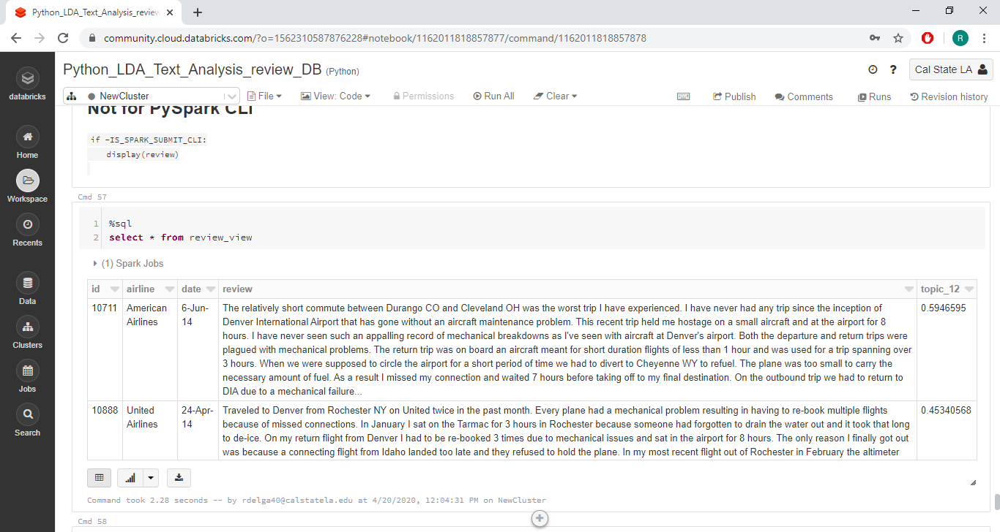 Python_LDA_Text_Analysis_review
community.cloud.databricks.com/?o=1562310587876228#notebook/1162011818857877/command/1162011818857878
R
databricks
Home
Workspace
Recents
Data
Clusters
Jobs
Search
Python_LDA_Text_Analysis_review_DB (Python)
?
Cal State LA
NewCluster
File
View: Code
Permissions
Run All
Clear
Publish
Comments
Runs
Revision history
Not for PySpark CLI
if ~IS_SPARK_SUBMIT_CLI:
display(review)
Cmd 57
1 %sql
2 select * from review_view
(1) Spark Jobs
id airline date review topic_12
10711 American Airlines 6-Jun-14 0.5946595
The relatively short commute between Durango CO and Cleveland OH was the worst trip I have experienced. I have never had any trip since the inception of
Denver International Airport that has gone without an aircraft maintenance problem. This recent trip held me hostage on a small aircraft and at the airport for 8
hours. I have never seen such an appalling record of mechanical breakdowns as I've seen with aircraft at Denver's airport. Both the departure and return trips were
plagued with mechanical problems. The return trip was on board an aircraft meant for short duration flights of less than 1 hour and was used for a trip spanning over
3 hours. When we were supposed to circle the airport for a short period of time we had to divert to Cheyenne WY to refuel. The plane was too small to carry the
necessary amount of fuel. As a result I missed my connection and waited 7 hours before taking off to my final destination. On the outbound trip we had to return to
DIA due to a mechanical failure...
10888 United Airlines 24-Apr-14 0.45340568
Traveled to Denver from Rochester NY on United twice in the past month. Every plane had a mechanical problem resulting in having to re-book multiple flights
because of missed connections. In January I sat on the Tarmac for 3 hours in Rochester because someone had forgotten to drain the water out and it took that long
to de-ice. On my return flight from Denver I had to be re-booked 3 times due to mechanical issues and sat in the airport for 8 hours. The only reason I finally got out
was because a connecting flight from Idaho landed too late and they refused to hold the plane. In my most recent flight out of Rochester in February the altimeter
Command took 2.28 seconds -- by rdelga40@calstatela.edu at 4/20/2020, 12:04:31 PM on NewCluster
Cmd 58